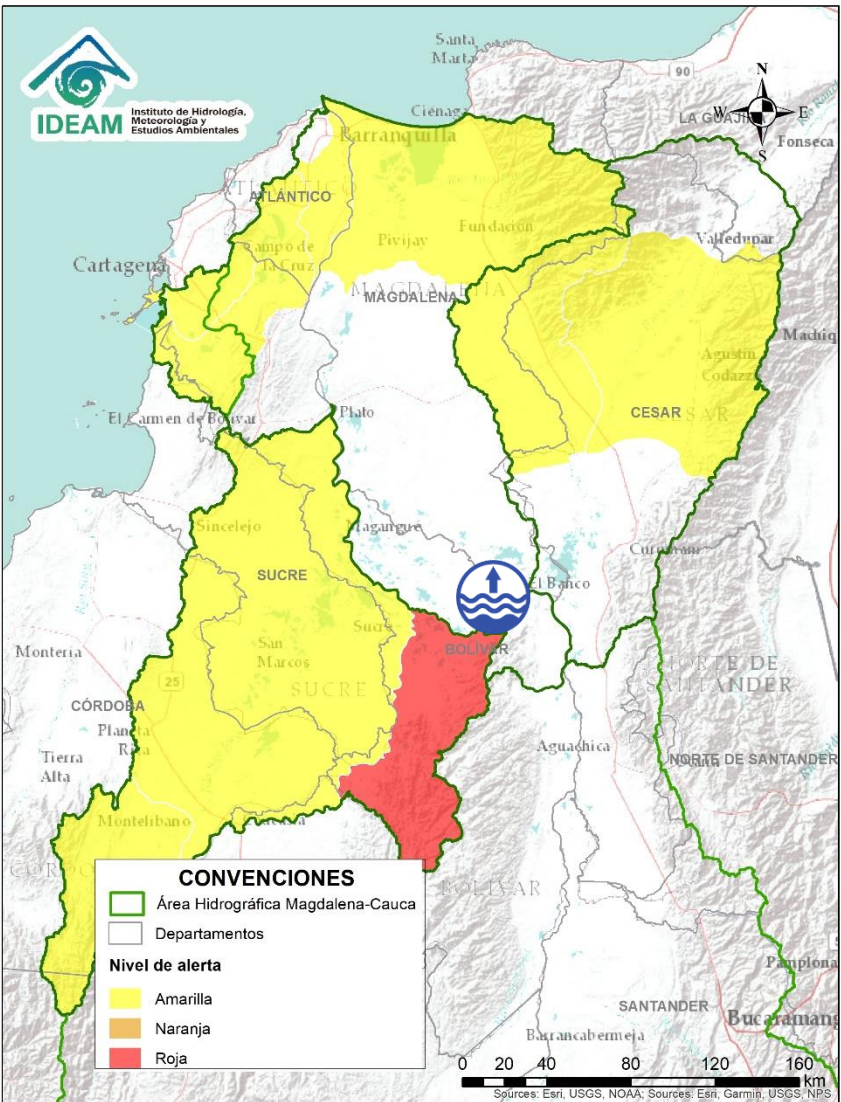 IDEAM
Instituto de Hidrología,
Meteorología y
Estudios Ambientales
Santa
Marta
90
N
W
E
S
LA GUAJIRA
Fonseca
Ciénaga
Barranquilla
ATLÁNTICO
ATLÁNTICO
Valledupar
Fundación
Pivijay
Campo de
la Cruz
Cartagena
MAGDALENA
MAGDALENA
Machiq
Agustín
Codazzi
CESAR
CESAR
Plato
El Carmen de Bolívar
Sincelejo
Magangue
Curumaní
SUCRE
El Banco
Sucre
San
Marcos
BOLÍVAR
Montería
25
SUCRE
NORTE DE
SANTANDER
CÓRDOBA
Planeta
Rica
Tierra
Alta
Aguachica
NORTE DE SANTANDER
Montelíbano
BOLÍVAR
CONVENCIONES
Área Hidrográfica Magdalena-Cauca
Departamentos
Nivel de alerta
Amarilla
Naranja
Roja
Pamplona
SANTANDER
Bucaramang
Barrancabermeja
0 20 40 80 120 160
km
Sources: Esri, USGS, NOAA; Sources: Esri, Garmin, USGS, NPS